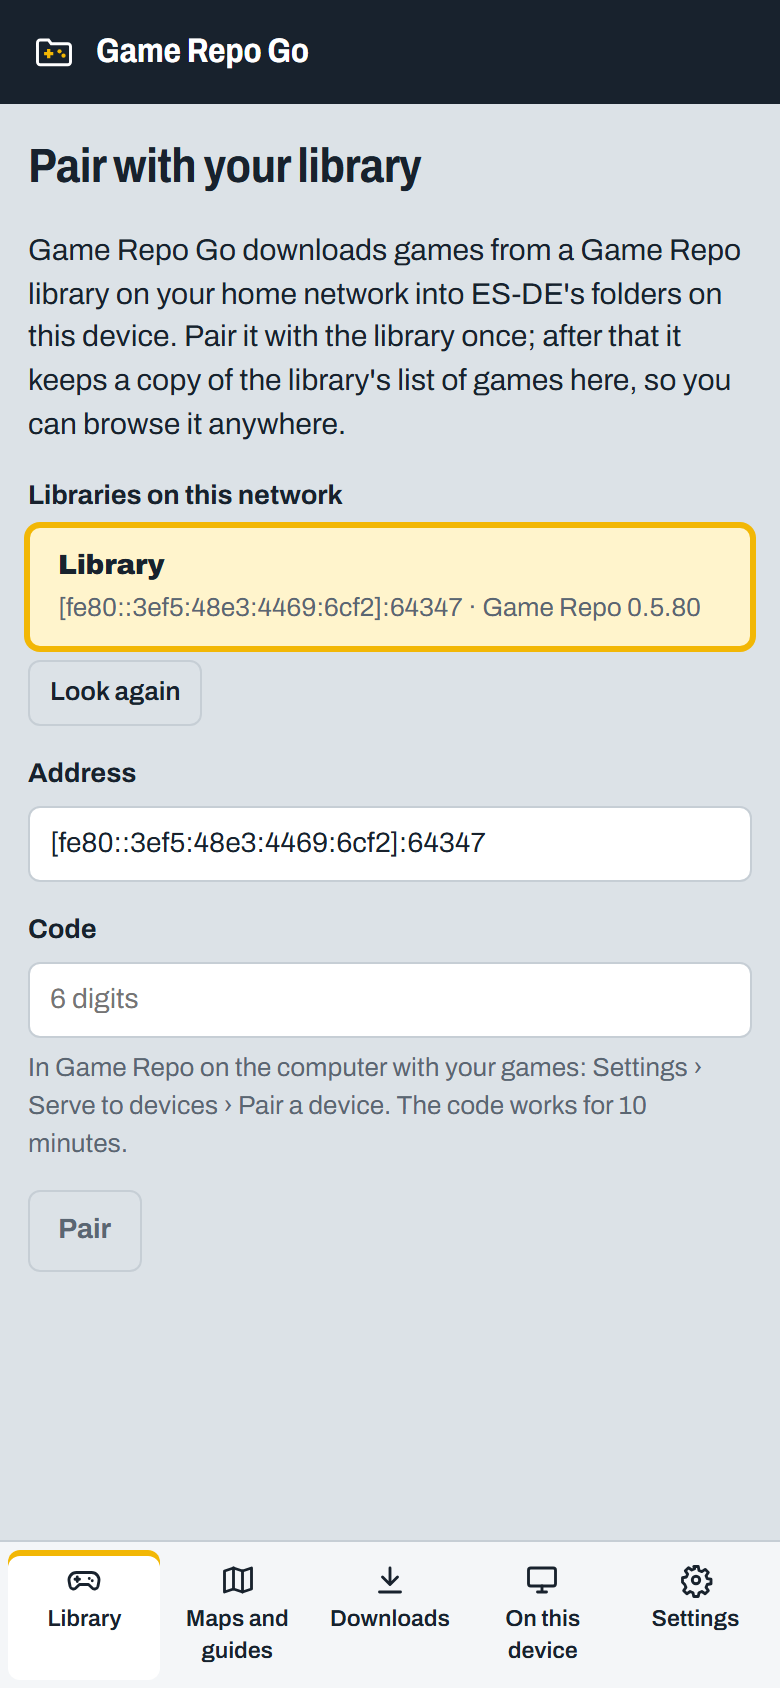 Game Repo Go
Pair with your library
Game Repo Go downloads games from a Game Repo
library on your home network into ES-DE's folders on
this device. Pair it with the library once; after that it
keeps a copy of the library's list of games here, so you
can browse it anywhere.
Libraries on this network
Library
[fe80::3ef5:48e3:4469:6cf2]:64347 · Game Repo 0.5.80
Look again
Address
[fe80::3ef5:48e3:4469:6cf2]:64347
Code
6 digits
In Game Repo on the computer with your games: Settings ›
Serve to devices › Pair a device. The code works for 10
minutes.
Pair
Library
Maps and
guides
Downloads
On this
device
Settings